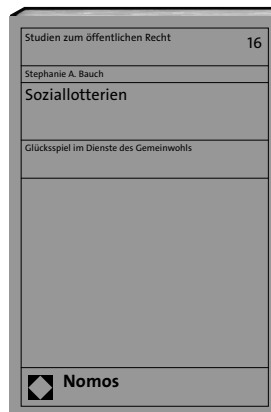 Studien zum öffentlichen Recht
16
Stephanie A. Bauch
Soziallotterien
Glücksspiel im Dienste des Gemeinwohls
Nomos